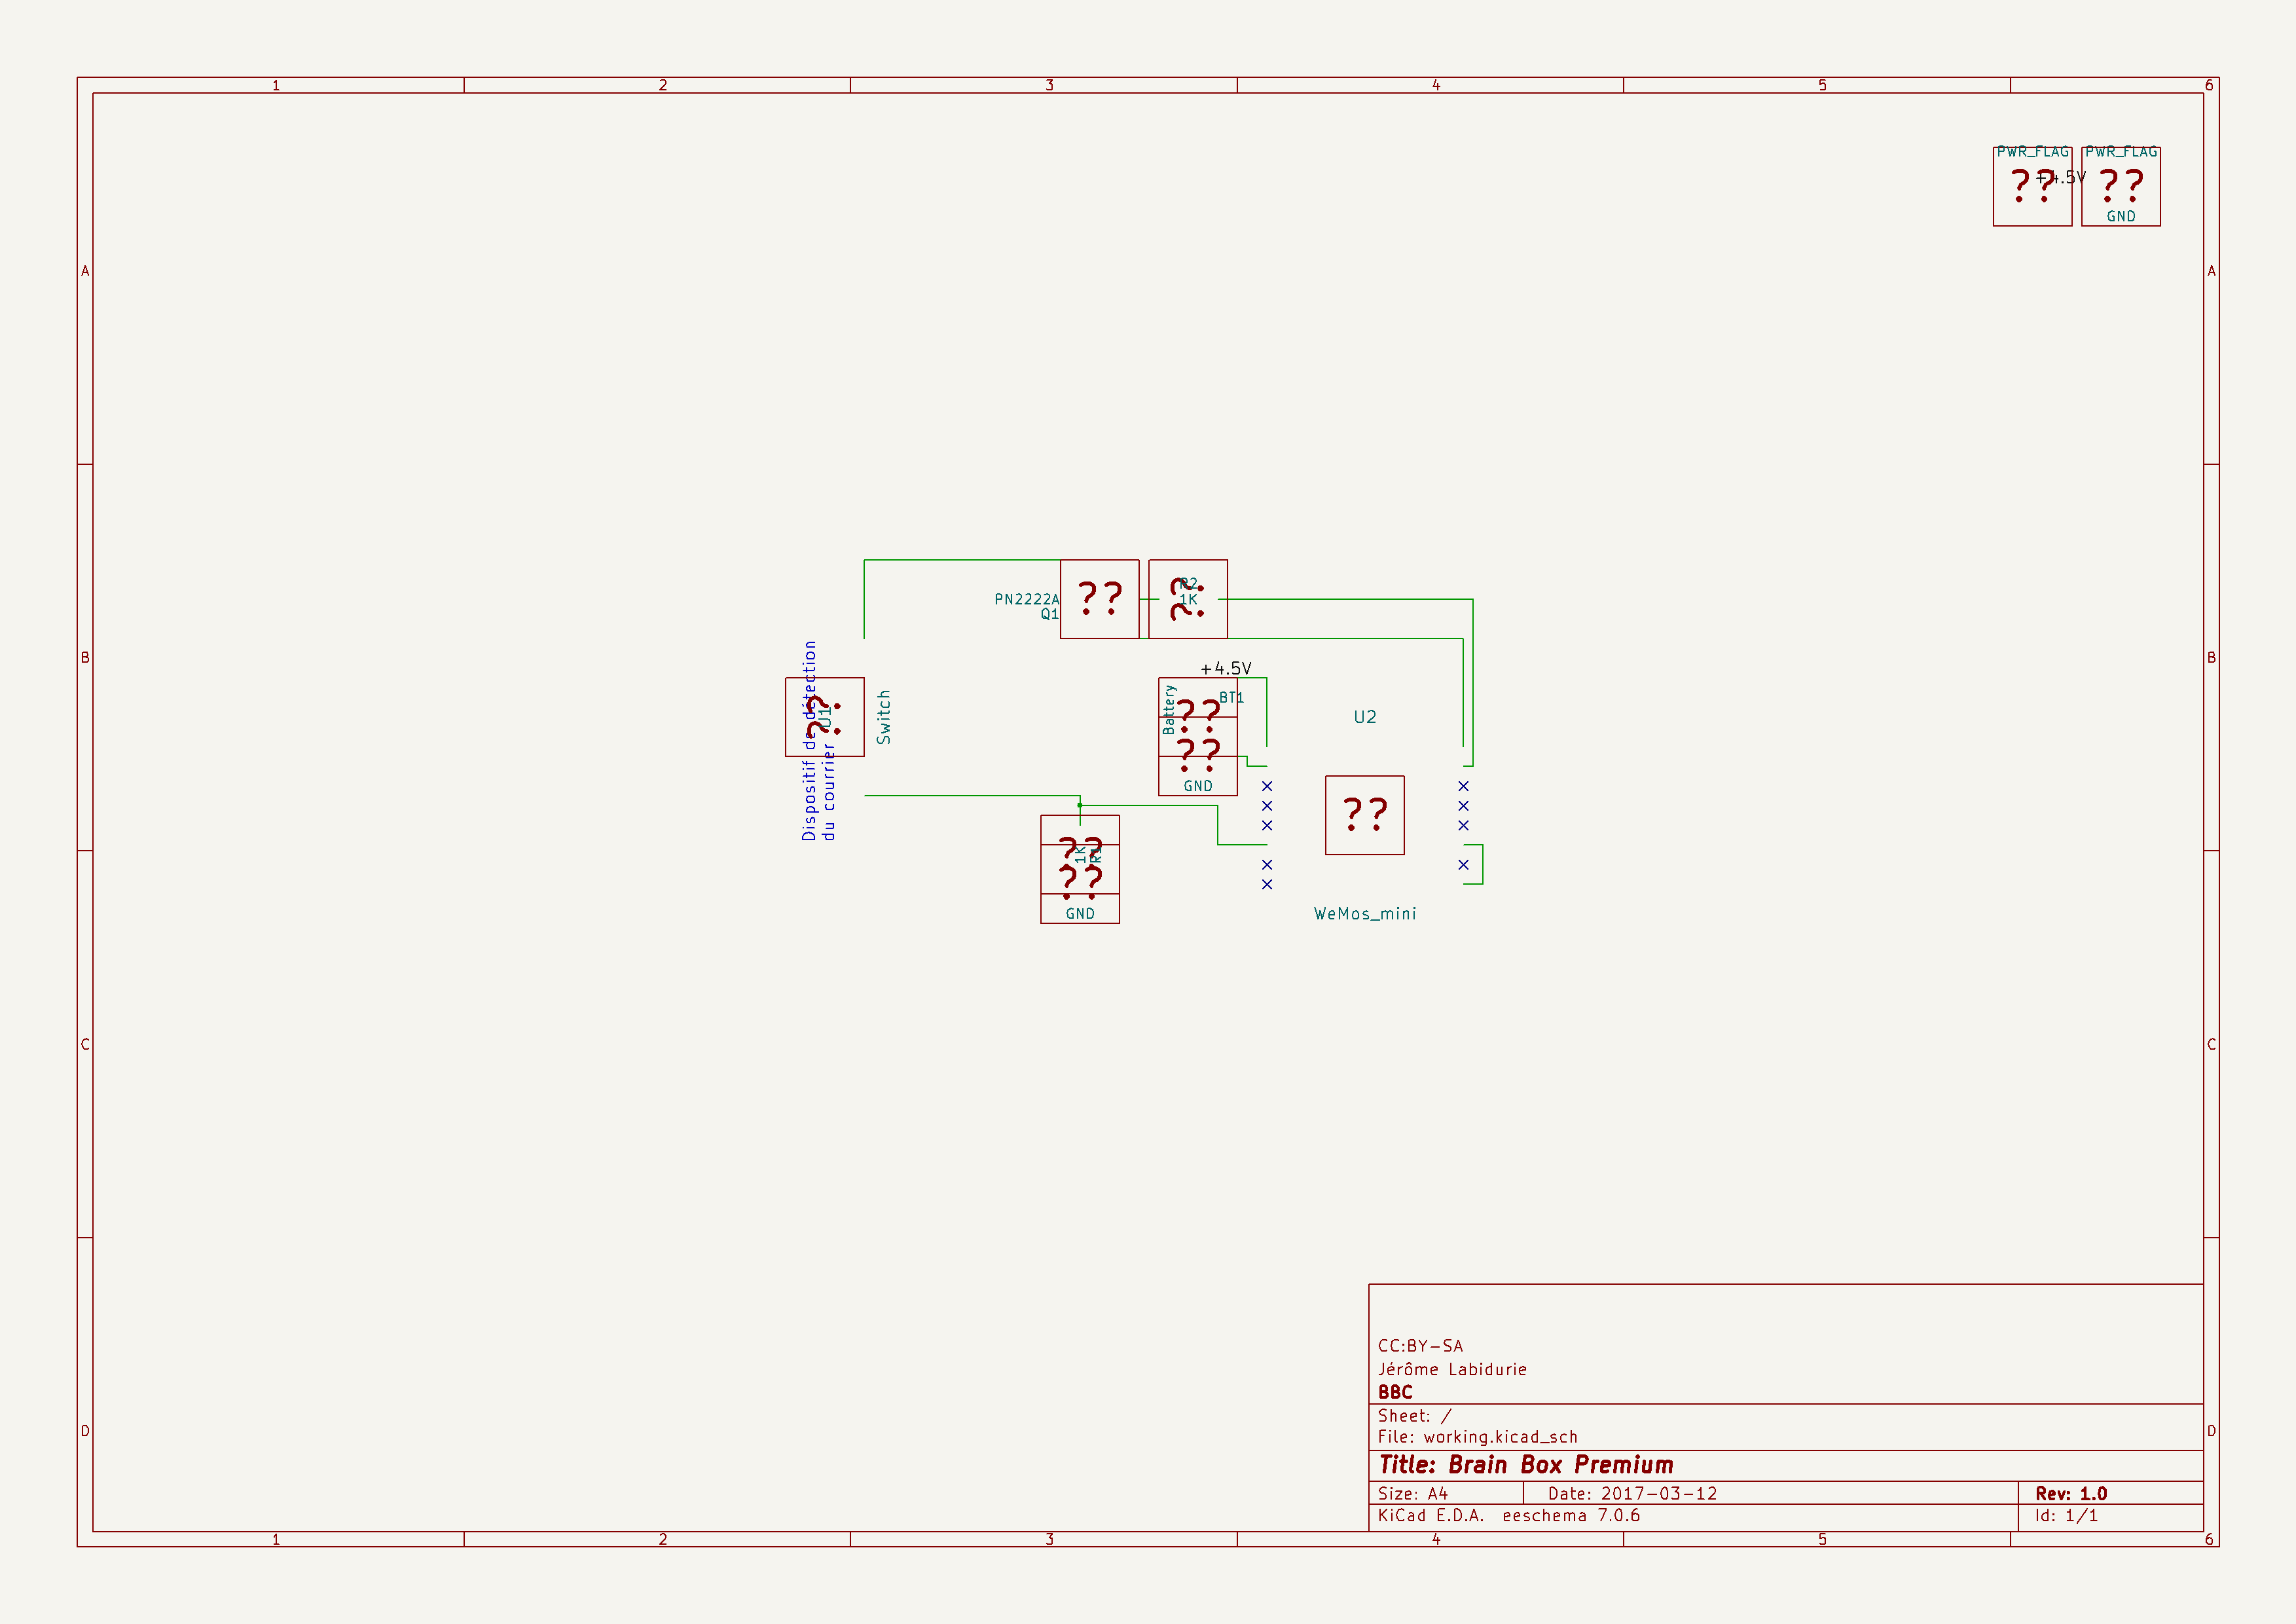 1 2 3 4 5 6
PWR_FLAG PWR_FLAG
?? +4.5V ??
GND
A A
R2
PN2222A ?? ?? 1K
Q1
B B
+4.5V
Dispositif de détection
du courrier
?? U1 Switch
Battery BT1
??
??
GND
U2
??
WeMos_mini
??
1K R1
??
GND
C C
CC:BY-SA
Jérôme Labidurie
BBC
Sheet: /
File: working.kicad_sch
D D
Title: Brain Box Premium
Size: A4 Date: 2017-03-12 Rev: 1.0
KiCad E.D.A. eeschema 7.0.6 Id: 1/1
1 2 3 4 5 6